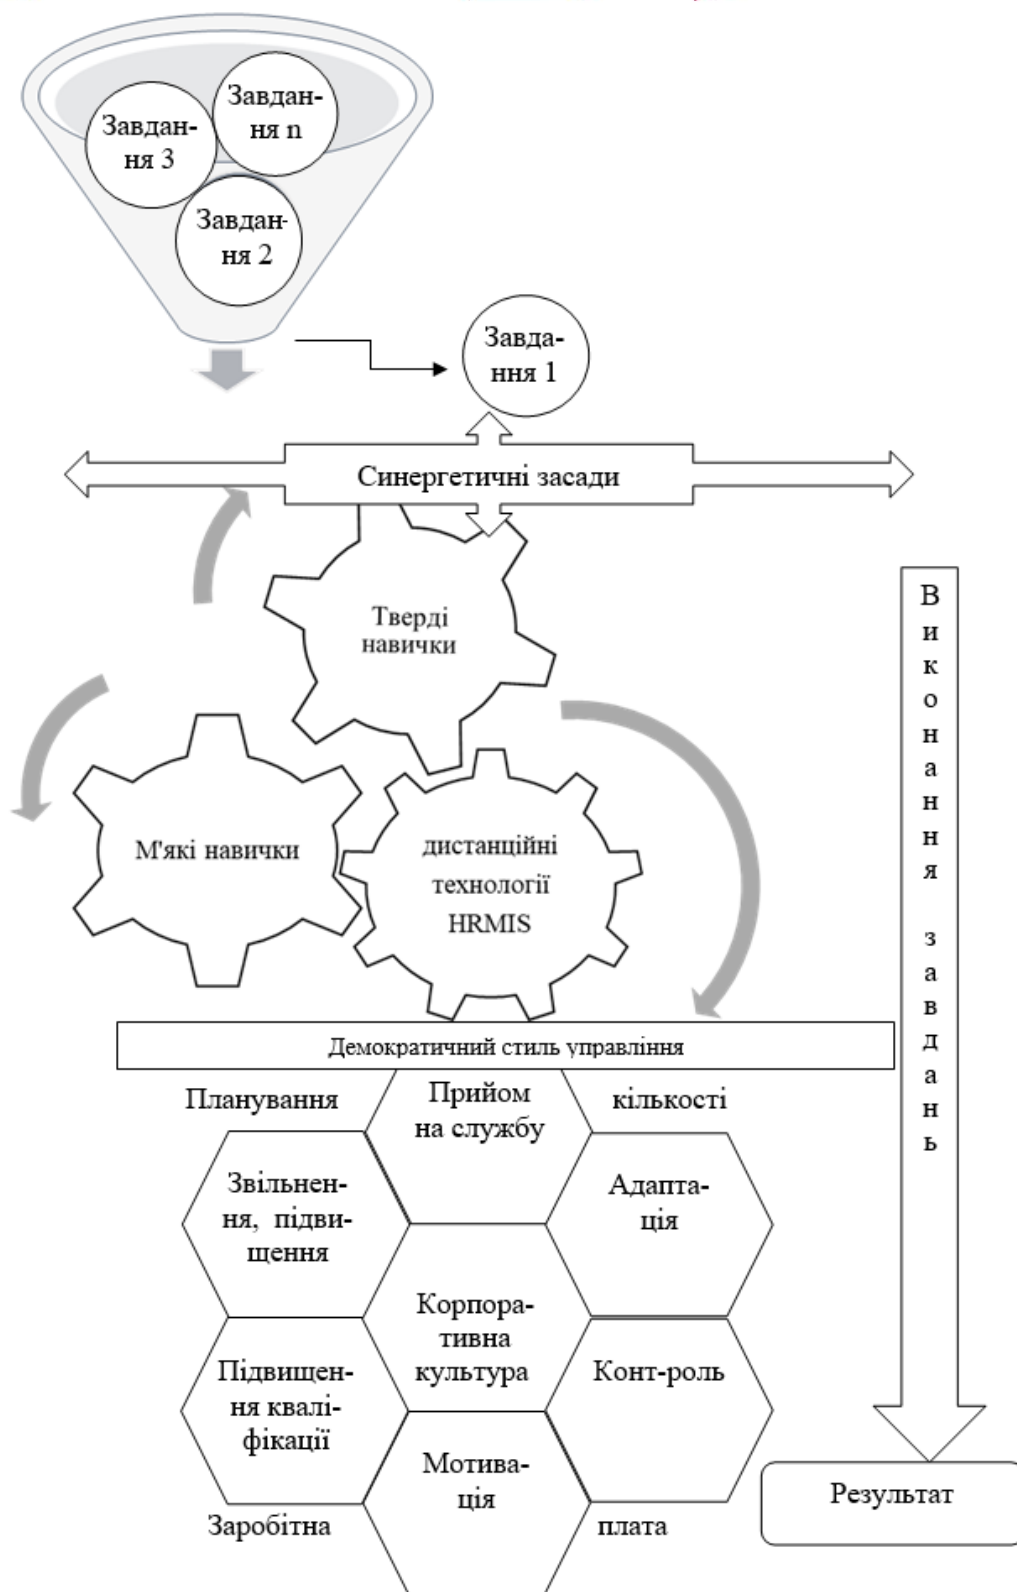 Завдан-
ня n
Завдан-
ня 3
Завдан-
ня 2
Завда-
ння 1
Синергетичні засади
Тверді
навички
М'які навички
дистанційні
технології
HRMIS
Виконання завдань
Демократичний стиль управління
Планування
Прийом
на службу
кількості
Звільнен-
ня, підви-
щення
Адапта-
ція
Корпора-
тивна
культура
Підвищен-
ня квалі-
фікації
Конт-роль
Мотива-
ція
Заробітна
плата
Результат